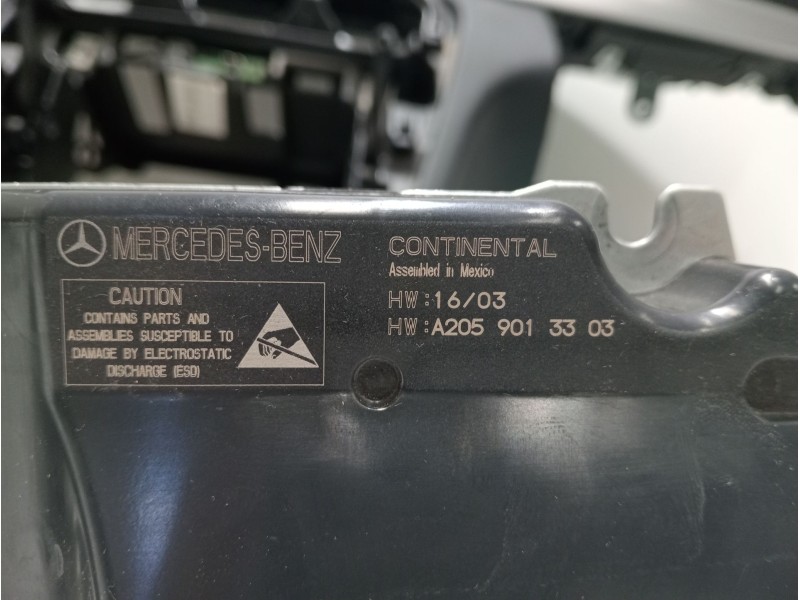 MERCEDES-BENZ
CAUTION
CONTAINS PARTS AND
ASSEMBLIES SUSCEPTIBLE TO
DAMAGE BY ELECTROSTATIC
DISCHARGE (ESD)
CONTINENTAL
Assembled in Mexico
HW:16/03
HW:A205 901 33 03